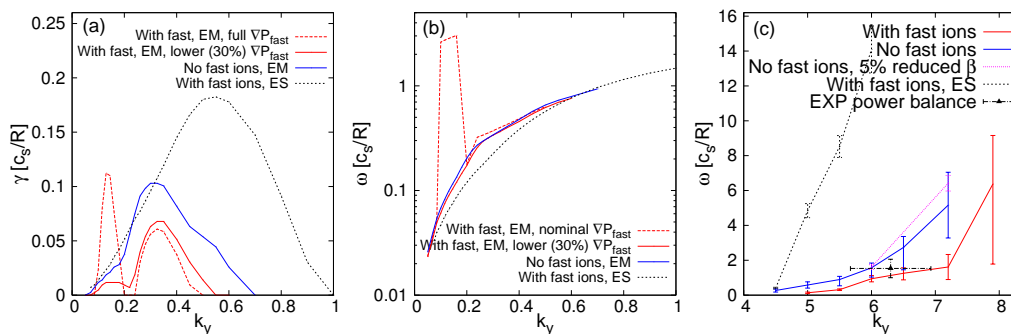 (a)
With fast, EM, full ∇P_fast
With fast, EM, lower (30%) ∇P_fast
No fast ions, EM
With fast ions, ES
γ [c_s/R]
0.25
0.2
0.15
0.1
0.05
0
0 0.2 0.4 0.6 0.8 1
k_y
(b)
ω [c_s/R]
1
0.1
0.01
With fast, EM, nominal ∇P_fast
With fast, EM, lower (30%) ∇P_fast
No fast ions, EM
With fast ions, ES
0 0.2 0.4 0.6 0.8 1
k_y
(c)
With fast ions
No fast ions
No fast ions, 5% reduced β
With fast ions, ES
EXP power balance
ω [c_s/R]
16
14
12
10
8
6
4
2
0
4 5 6 7 8
k_y